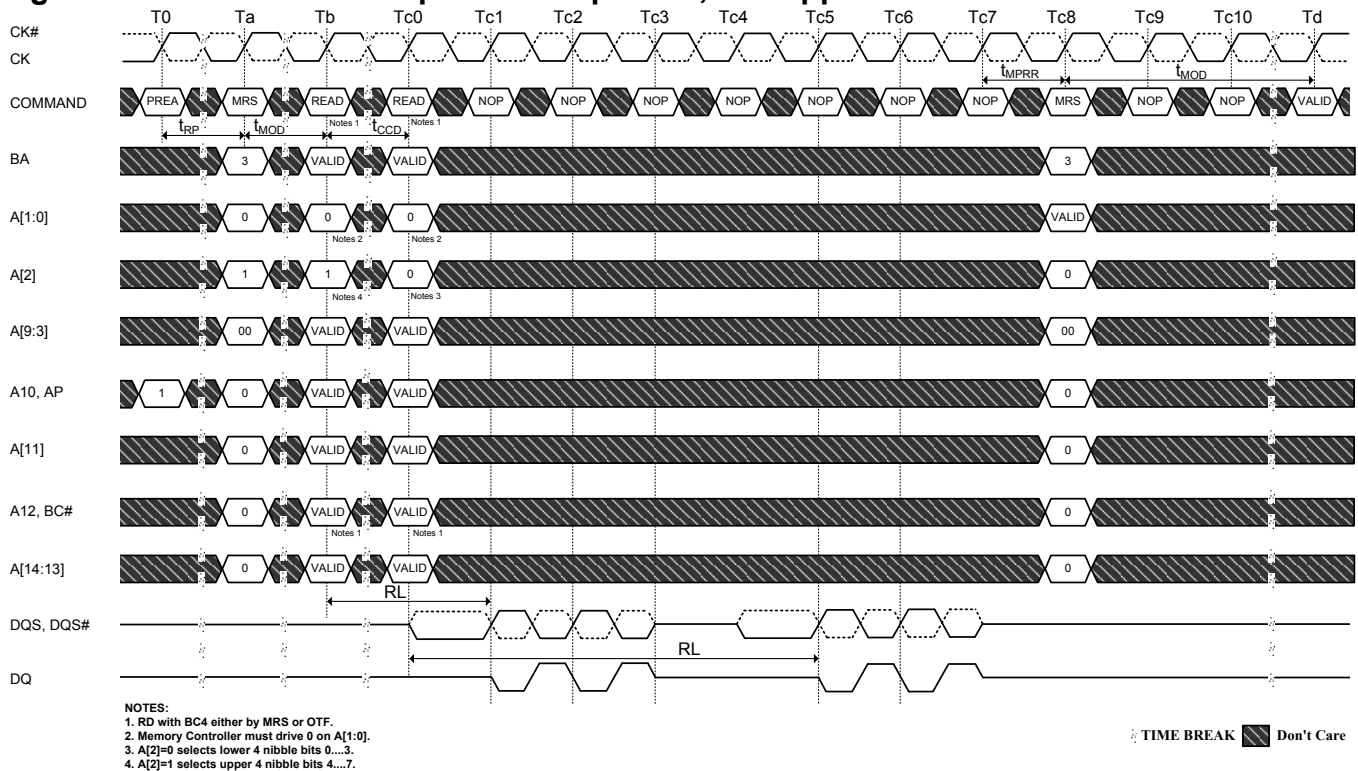 T0 Ta Tb Tc0 Tc1 Tc2 Tc3 Tc4 Tc5 Tc6 Tc7 Tc8 Tc9 Tc10 Td
CK#
CK
tMPRR tMOD
COMMAND PREA MRS READ READ NOP NOP NOP NOP NOP NOP NOP MRS NOP NOP VALID
Notes 1 Notes 1
tRP tMOD tCCD
BA 3 VALID VALID 3
A[1:0] 0 0 0 VALID
Notes 2 Notes 2
A[2] 1 1 0 0
Notes 4 Notes 3
A[9:3] 00 VALID VALID 00
A10, AP 1 0 VALID VALID 0
A[11] 0 VALID VALID 0
A12, BC# 0 VALID VALID 0
Notes 1 Notes 1
A[14:13] 0 VALID VALID 0
RL
DQS, DQS#
RL
DQ
NOTES:
1. RD with BC4 either by MRS or OTF.
2. Memory Controller must drive 0 on A[1:0].
3. A[2]=0 selects lower 4 nibble bits 0....3.
4. A[2]=1 selects upper 4 nibble bits 4....7.
TIME BREAK Don't Care